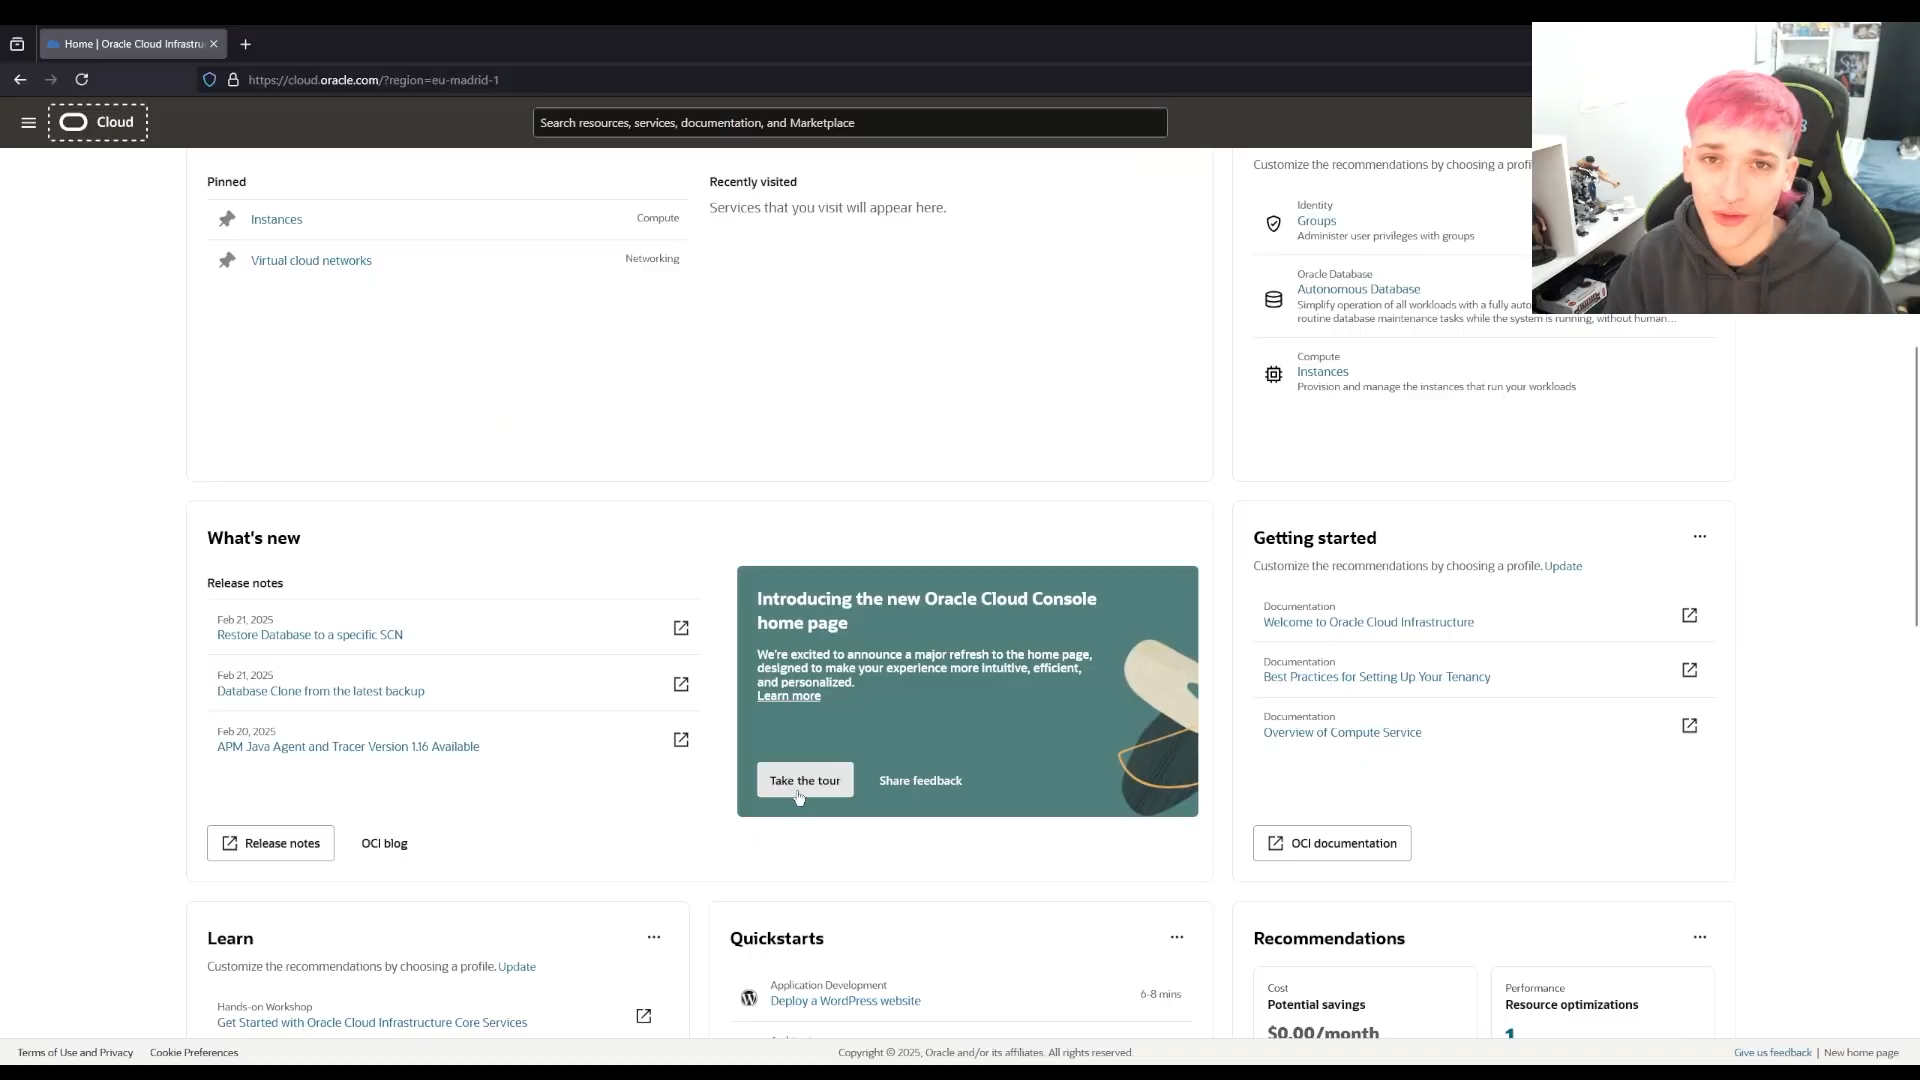 Home | Oracle Cloud Infrastru
https://cloud.oracle.com/?region=eu-madrid-1
Cloud
Search resources, services, documentation, and Marketplace
Pinned
Instances
Compute
Virtual cloud networks
Networking
Recently visited
Services that you visit will appear here.
Customize the recommendations by choosing a profi
Identity
Groups
Administer user privileges with groups
Oracle Database
Autonomous Database
Simplify operation of all workloads with a fully auto
routine database maintenance tasks while the system is running, without human...
Compute
Instances
Provision and manage the instances that run your workloads
What's new
Release notes
Feb 21, 2025
Restore Database to a specific SCN
Feb 21, 2025
Database Clone from the latest backup
Feb 20, 2025
APM Java Agent and Tracer Version 1.16 Available
Release notes
OCI blog
Introducing the new Oracle Cloud Console
home page
We're excited to announce a major refresh to the home page,
designed to make your experience more intuitive, efficient,
and personalized.
Learn more
Take the tour
Share feedback
Getting started
Customize the recommendations by choosing a profile. Update
Documentation
Welcome to Oracle Cloud Infrastructure
Documentation
Best Practices for Setting Up Your Tenancy
Documentation
Overview of Compute Service
OCI documentation
Learn
Customize the recommendations by choosing a profile. Update
Hands-on Workshop
Get Started with Oracle Cloud Infrastructure Core Services
Quickstarts
Application Development
Deploy a WordPress website
6-8 mins
Recommendations
Cost
Potential savings
$0.00/month
Performance
Resource optimizations
1
Terms of Use and Privacy
Cookie Preferences
Copyright © 2025, Oracle and/or its affiliates. All rights reserved.
Give us feedback | New home page